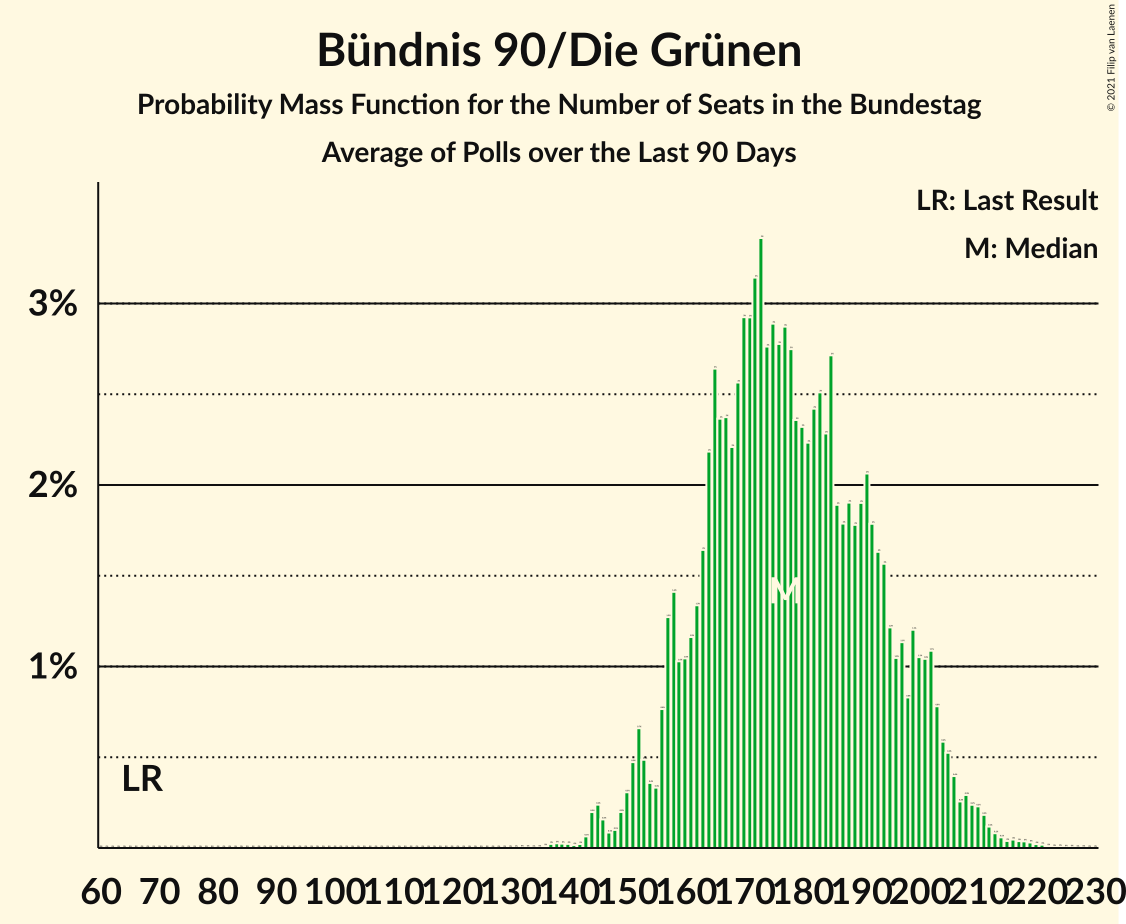 Bündnis 90/Die Grünen
Probability Mass Function for the Number of Seats in the Bundestag
Average of Polls over the Last 90 Days
© 2021 Filip van Laenen
LR: Last Result
M: Median
3%
2%
1%
M
LR
60 70 80 90 100 110 120 130 140 150 160 170 180 190 200 210 220 230